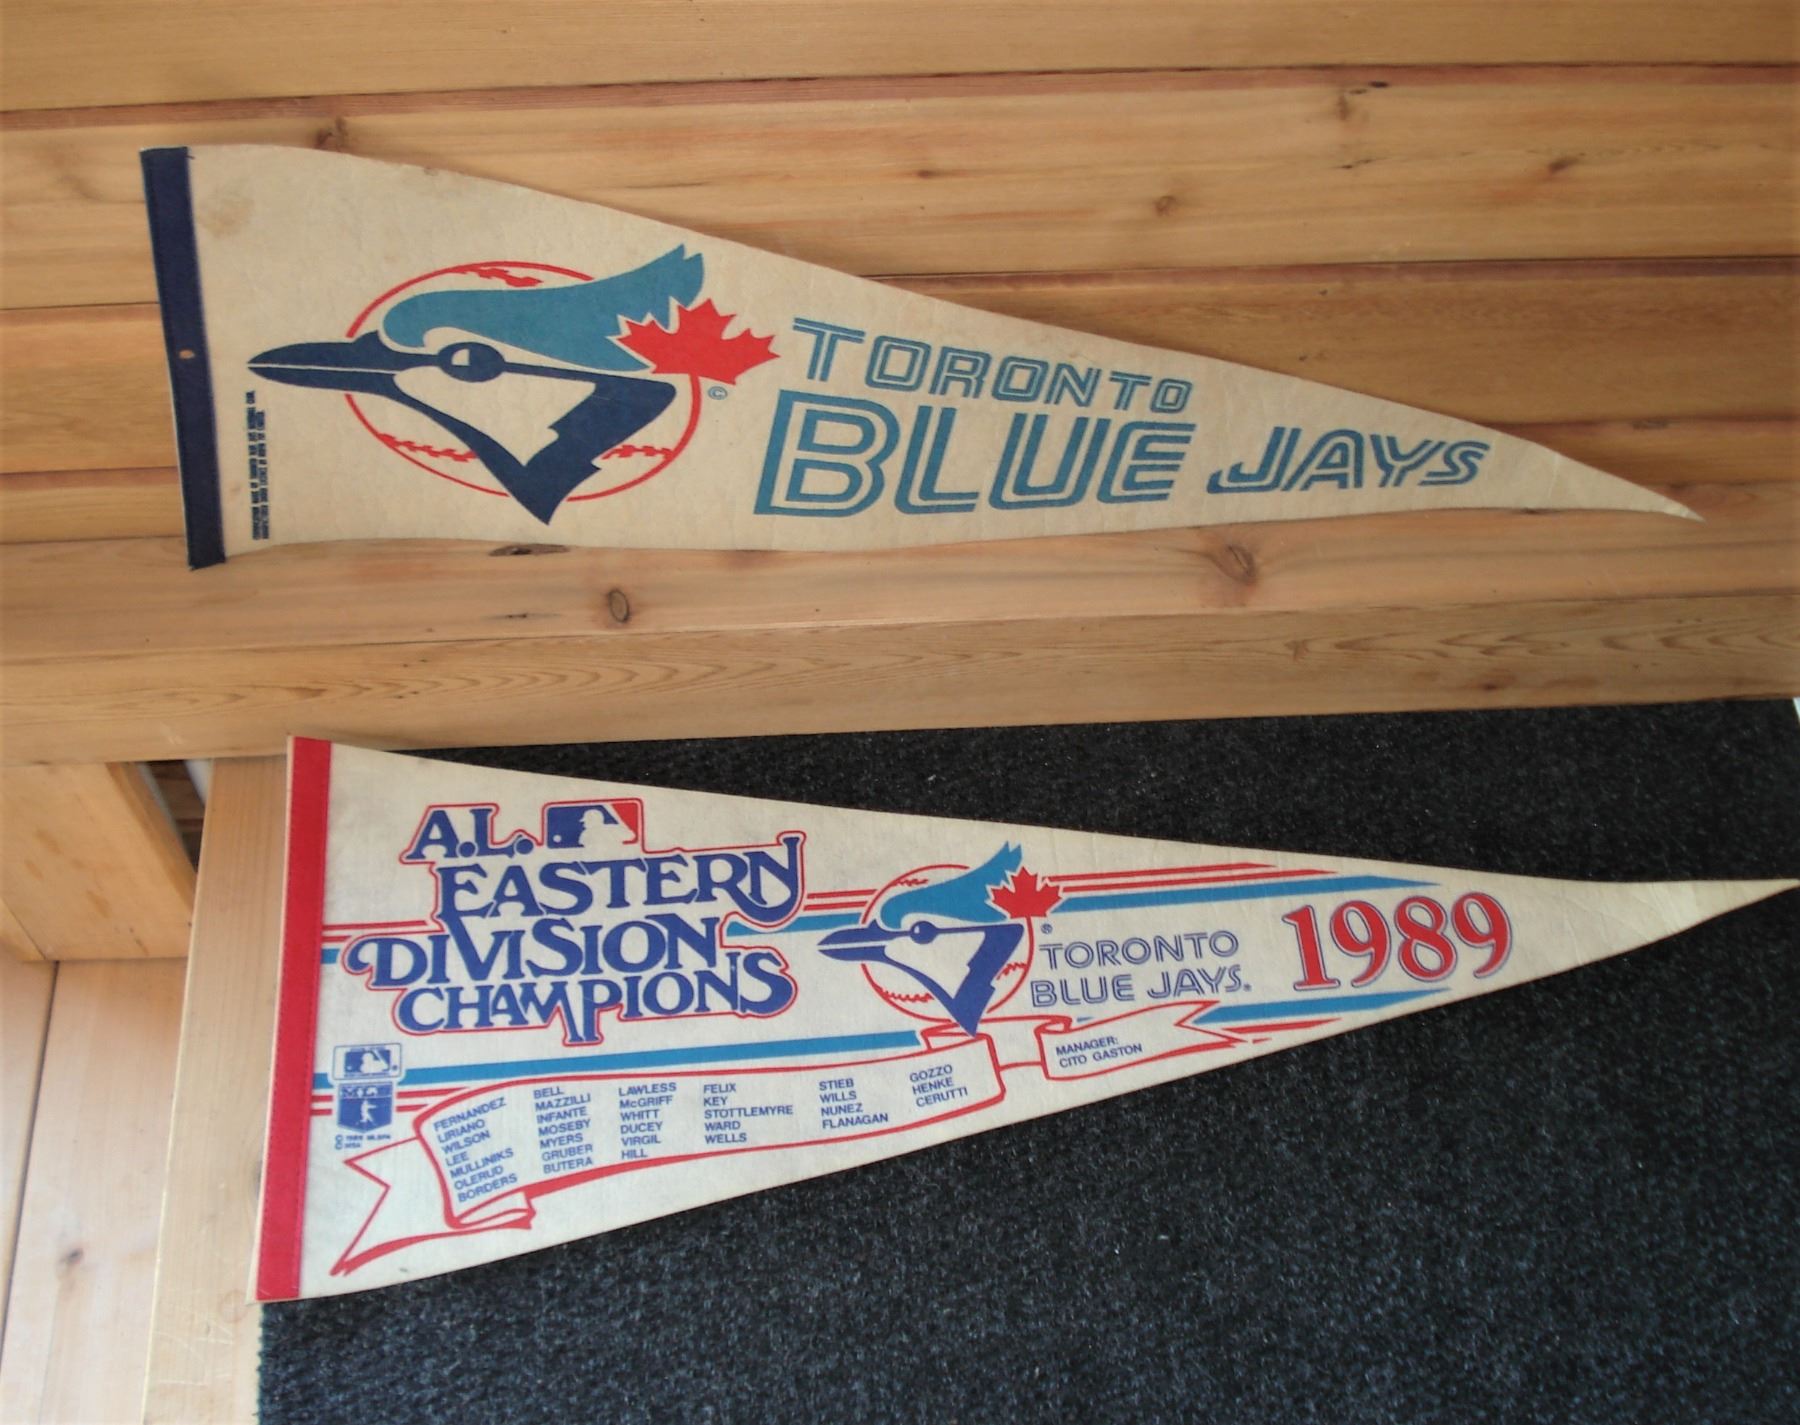 TORONTO
BLUE JAYS
©
A.L.
EASTERN
DIVISION
CHAMPIONS
®
TORONTO
BLUE JAYS.
1989
MANAGER:
CITO GASTON
FERNANDEZ
LIRIANO
WILSON
LEE
MULLINIKS
OLERUD
BORDERS
BELL
MAZZILLI
INFANTE
MOSEBY
MYERS
GRUBER
BUTERA
LAWLESS
McGRIFF
WHITT
DUCEY
VIRGIL
HILL
FELIX
KEY
STOTTLEMYRE
WARD
WELLS
STIEB
WILLS
NUNEZ
FLANAGAN
GOZZO
HENKE
CERUTTI